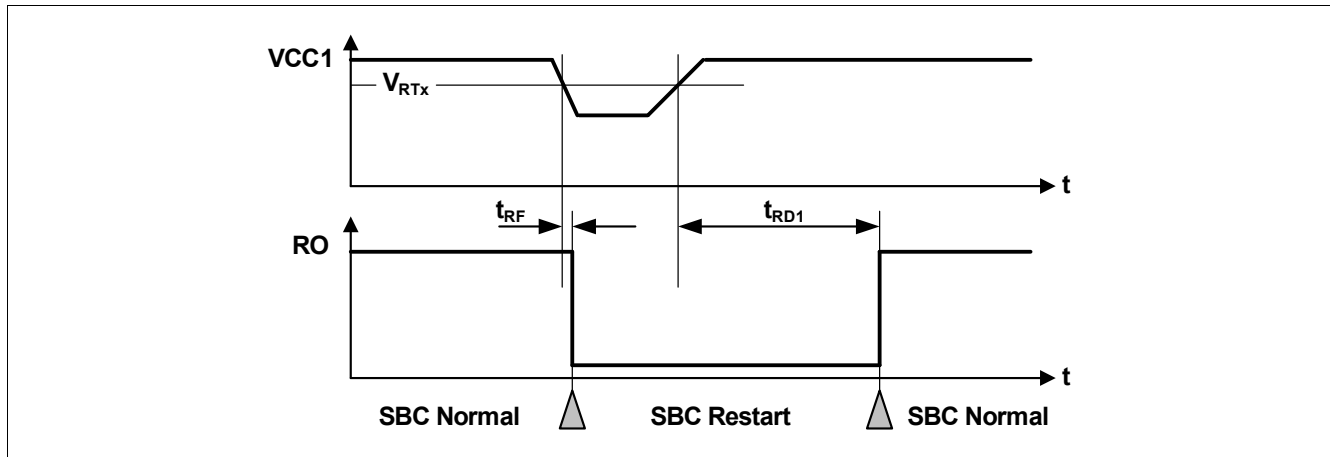 VCC1
VRTx
t
tRF
tRD1
RO
t
SBC Normal
SBC Restart
SBC Normal